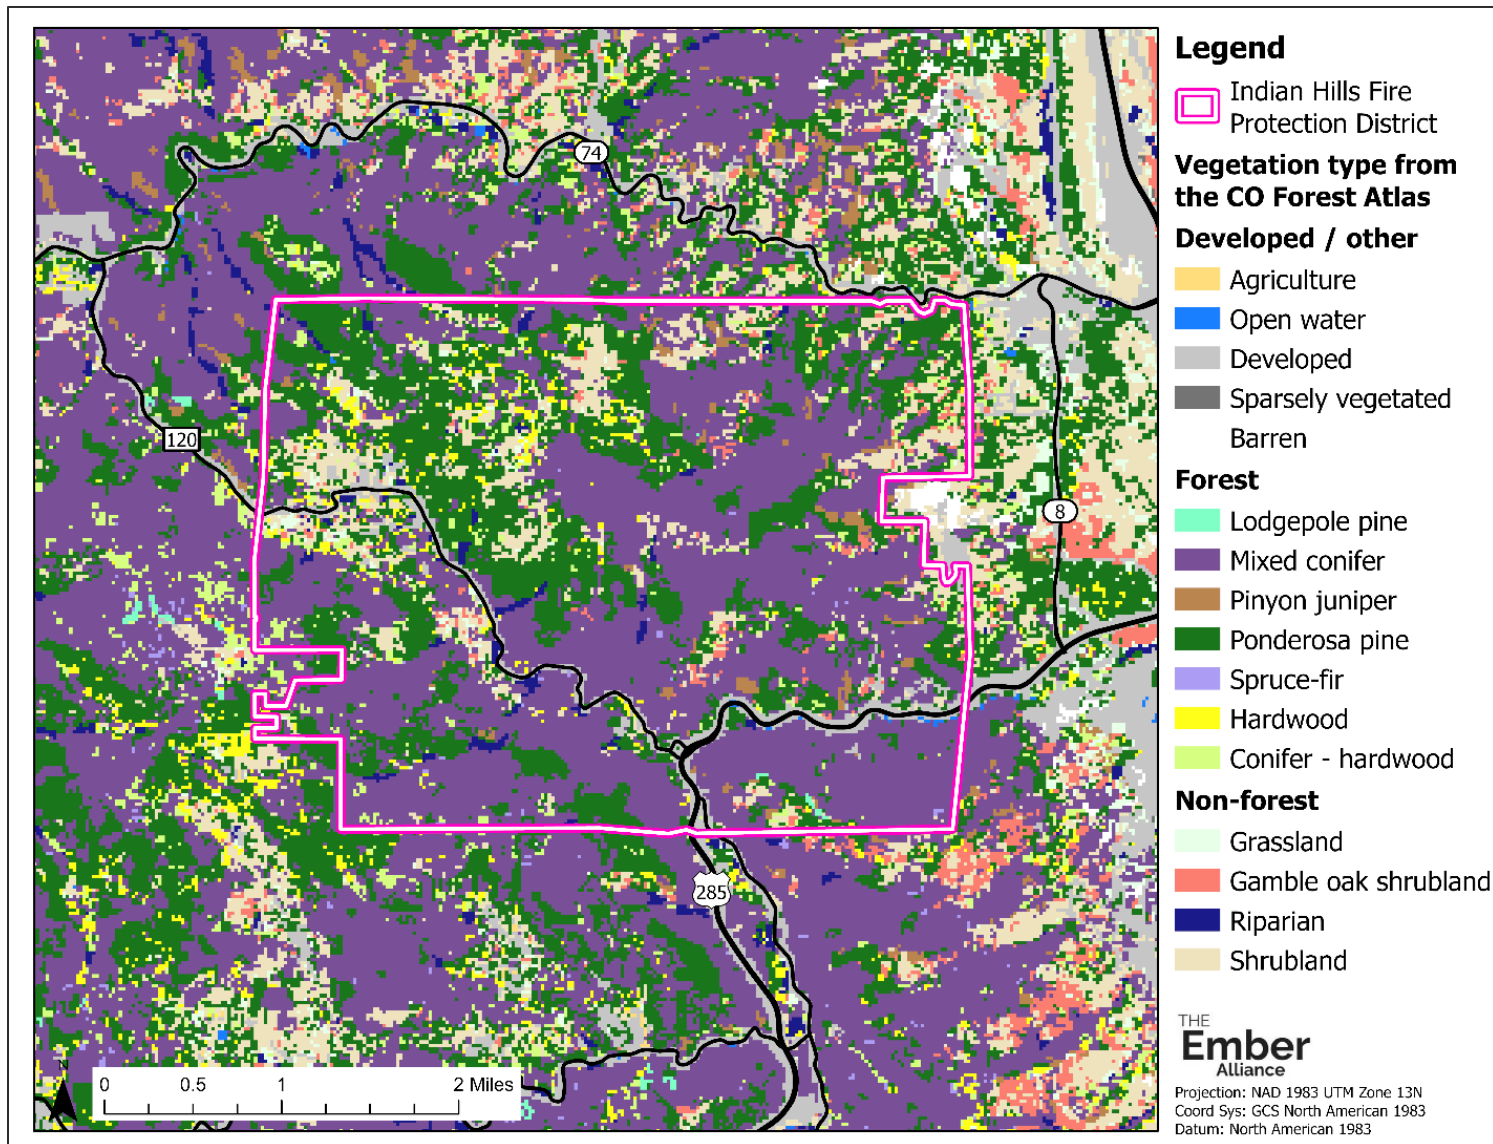 74
120
8
285
N
0 0.5 1 2 Miles
Legend
Indian Hills Fire
Protection District
Vegetation type from
the CO Forest Atlas
Developed / other
Agriculture
Open water
Developed
Sparsely vegetated
Barren
Forest
Lodgepole pine
Mixed conifer
Pinyon juniper
Ponderosa pine
Spruce-fir
Hardwood
Conifer - hardwood
Non-forest
Grassland
Gamble oak shrubland
Riparian
Shrubland
THE
Ember
Alliance
Projection: NAD 1983 UTM Zone 13N
Coord Sys: GCS North American 1983
Datum: North American 1983